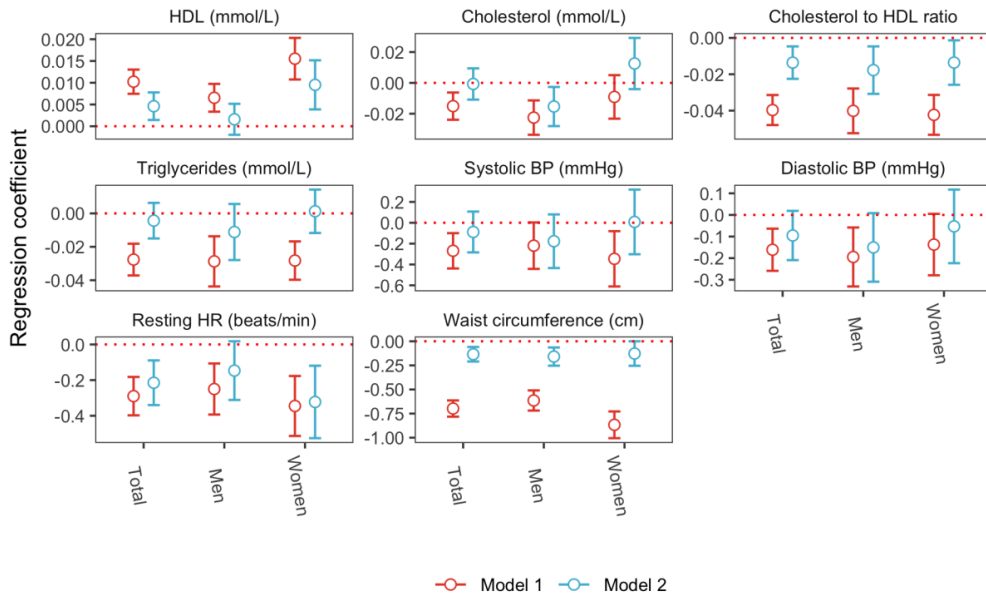 HDL (mmol/L)
Cholesterol (mmol/L)
Cholesterol to HDL ratio
0.020
0.015
0.010
0.005
0.000
0.02
0.00
-0.02
0.00
-0.02
-0.04
Regression coefficient
Triglycerides (mmol/L)
Systolic BP (mmHg)
Diastolic BP (mmHg)
0.00
-0.02
-0.04
0.2
0.0
-0.2
-0.4
-0.6
0.1
0.0
-0.1
-0.2
-0.3
Total
Men
Women
Resting HR (beats/min)
Waist circumference (cm)
0.0
-0.2
-0.4
0.00
-0.25
-0.50
-0.75
-1.00
Total
Men
Women
Total
Men
Women
Model 1
Model 2